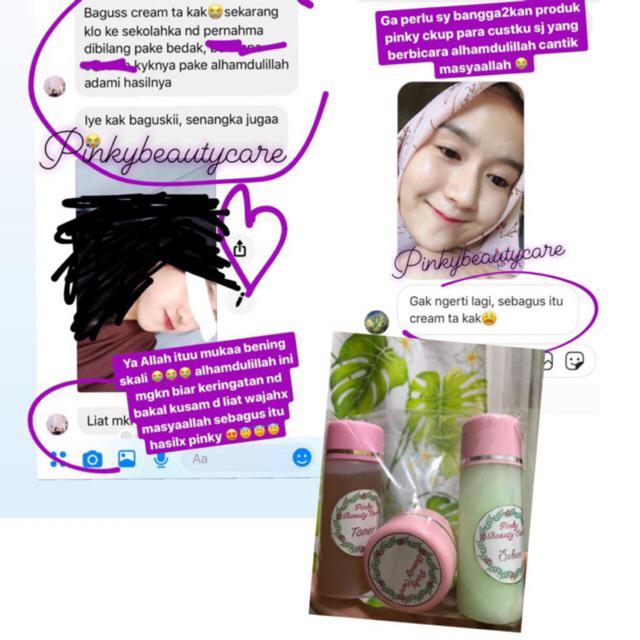 Baguss cream ta kak😭sekarang
klo ke sekolahka nd pernahma
dibilang pake bedak,
kyknya pake alhamdulillah
adami hasilnya
Iye kak baguskii, senangka jugaa
😭
Pinkybeautycare
Ya Allah ituu mukaa bening
skali 😭😭😭 alhamdulillah ini
mgkn biar keringatan nd
bakal kusam d liat wajahx
masyaallah sebagus itu
hasilx pinky 😍😇😇😇
Liat
Aa
Ga perlu sy bangga2kan produk
pinky ckup para custku sj yang
berbicara alhamdulillah cantik
masyaallah 😭
Pinkybeautycare
Gak ngerti lagi, sebagus itu
cream ta kak😩
Pinky
Beauty Care
Toner
Pinky
Beauty Care
Pinky
Beauty Care